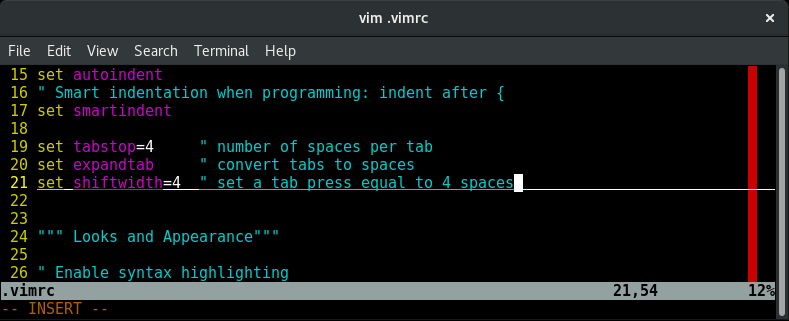 vim .vimrc ×
File Edit View Search Terminal Help
15 set autoindent
16 " Smart indentation when programming: indent after {
17 set smartindent
18
19 set tabstop=4     " number of spaces per tab
20 set expandtab     " convert tabs to spaces
21 set shiftwidth=4  " set a tab press equal to 4 spaces
22
23
24 """ Looks and Appearance"""
25
26 " Enable syntax highlighting
.vimrc 21,54 12%
-- INSERT --